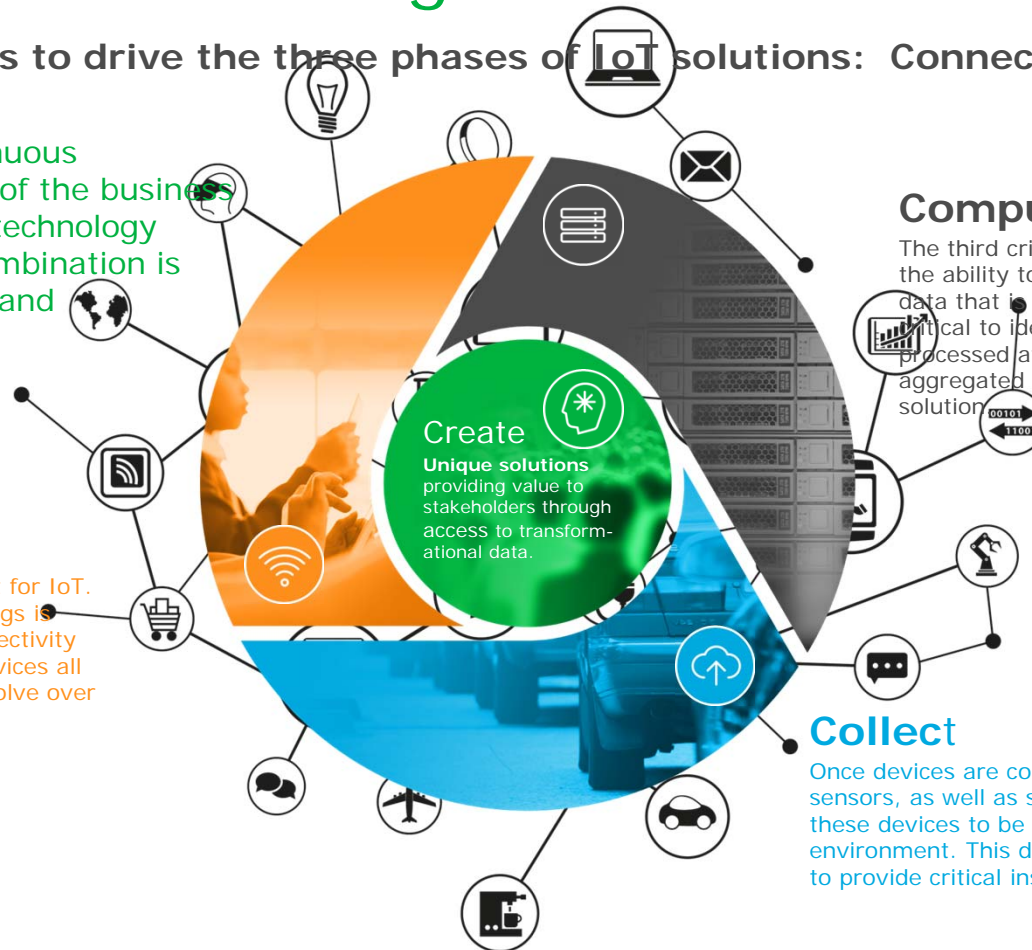 s to drive the three phases of IoT solutions: Connec
nuous
of the business
technology
mbination is
and
Compu
The third cri
the ability to
data that is
critical to ide
processed a
aggregated
solution
00101
1100
Create
Unique solutions
providing value to
stakeholders through
access to transform-
ational data.
for IoT.
gs is
ectivity
vices all
olve over
Collect
Once devices are co
sensors, as well as s
these devices to be
environment. This d
to provide critical ins